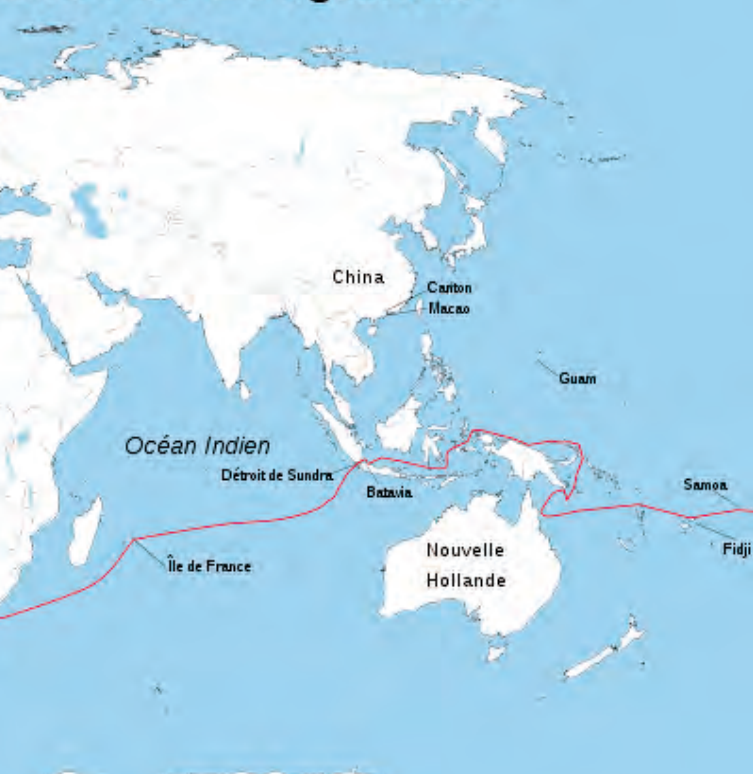 China
Canton
Macao
Guam
Océan Indien
Détroit de Sundra
Batavia
Samoa
Fidji
Nouvelle
Hollande
Île de France